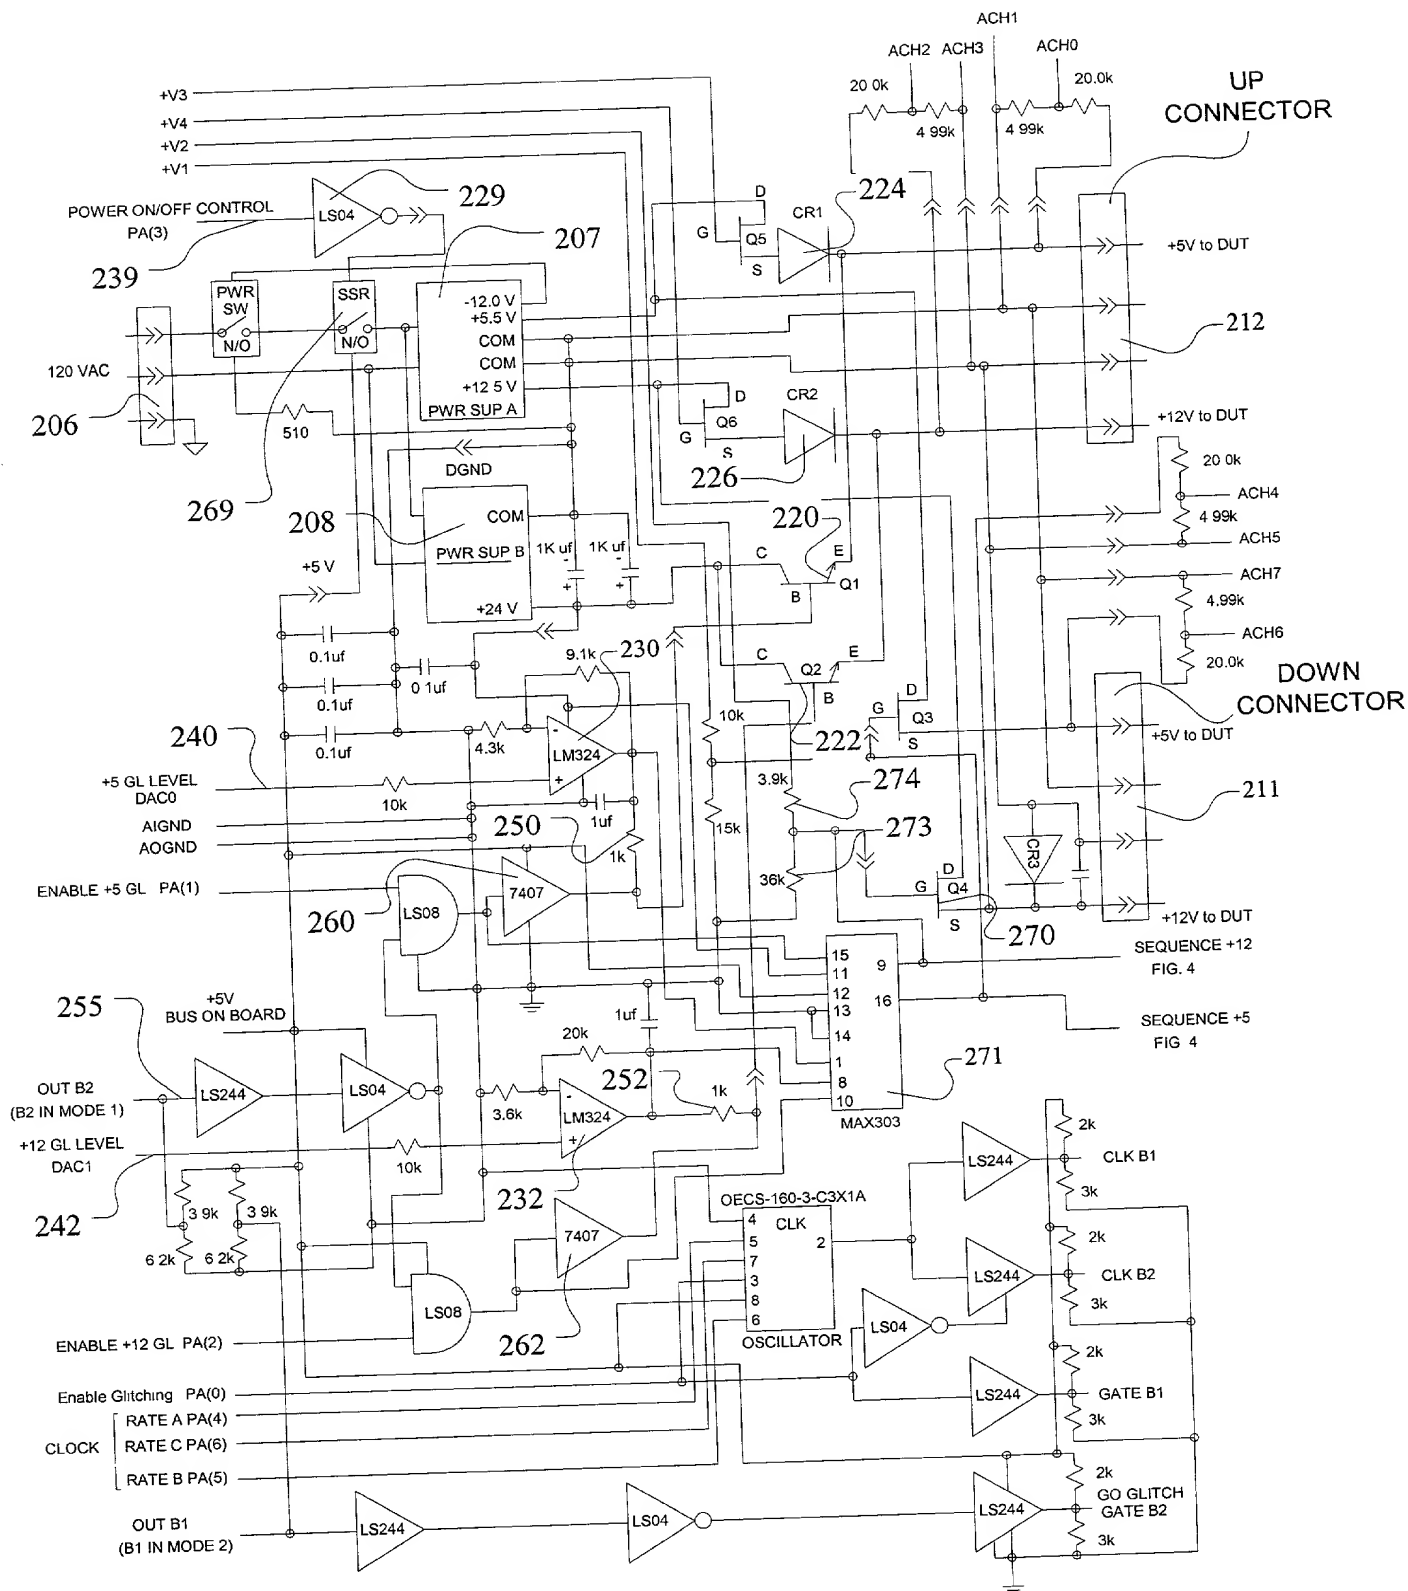 ACH1
ACH2 ACH3 ACH0
20 0k 20.0k
4 99k 4 99k
UP
CONNECTOR
+V3
+V4
+V2
+V1
229
LS04
POWER ON/OFF CONTROL
PA(3)
239
207
D
G
Q5
S
CR1
224
+5V to DUT
PWR
SW
N/O
SSR
N/O
-12.0 V
+5.5 V
COM
COM
+12 5 V
PWR SUP A
212
120 VAC
206
510
D
Q6
G
S
CR2
226
+12V to DUT
DGND
269
208
COM
PWR SUP B
+24 V
1K uf
-
+
1K uf
-
+
220
20 0k
ACH4
4 99k
ACH5
ACH7
4.99k
ACH6
20.0k
+5 V
C
E
B
Q1
0.1uf
0 1uf
0.1uf
0.1uf
9.1k
230
C
Q2
E
B
222
D
G
Q3
S
DOWN
CONNECTOR
+5V to DUT
240
4.3k
-
LM324
+
10k
+5 GL LEVEL
DAC0
10k
1uf
3.9k
274
211
AIGND
AOGND
250
1k
15k
273
CR3
36k
ENABLE +5 GL PA(1)
LS08
7407
260
D
G
Q4
S
270
+12V to DUT
SEQUENCE +12
FIG. 4
15
11
12
13
14
1
8
10
9
16
MAX303
271
SEQUENCE +5
FIG 4
255
+5V
BUS ON BOARD
1uf
20k
OUT B2
(B2 IN MODE 1)
LS244
LS04
3.6k
-
LM324
+
252
1k
+12 GL LEVEL
DAC1
10k
232
242
3 9k
3 9k
6 2k
6 2k
7407
262
OECS-160-3-C3X1A
CLK
4
5
7
3
8
6
2
OSCILLATOR
LS244
2k
CLK B1
3k
LS244
2k
CLK B2
3k
LS04
LS08
ENABLE +12 GL PA(2)
LS244
2k
GATE B1
3k
Enable Glitching PA(0)
CLOCK
RATE A PA(4)
RATE C PA(6)
RATE B PA(5)
OUT B1
(B1 IN MODE 2)
LS244
LS04
LS244
2k
GO GLITCH
GATE B2
3k